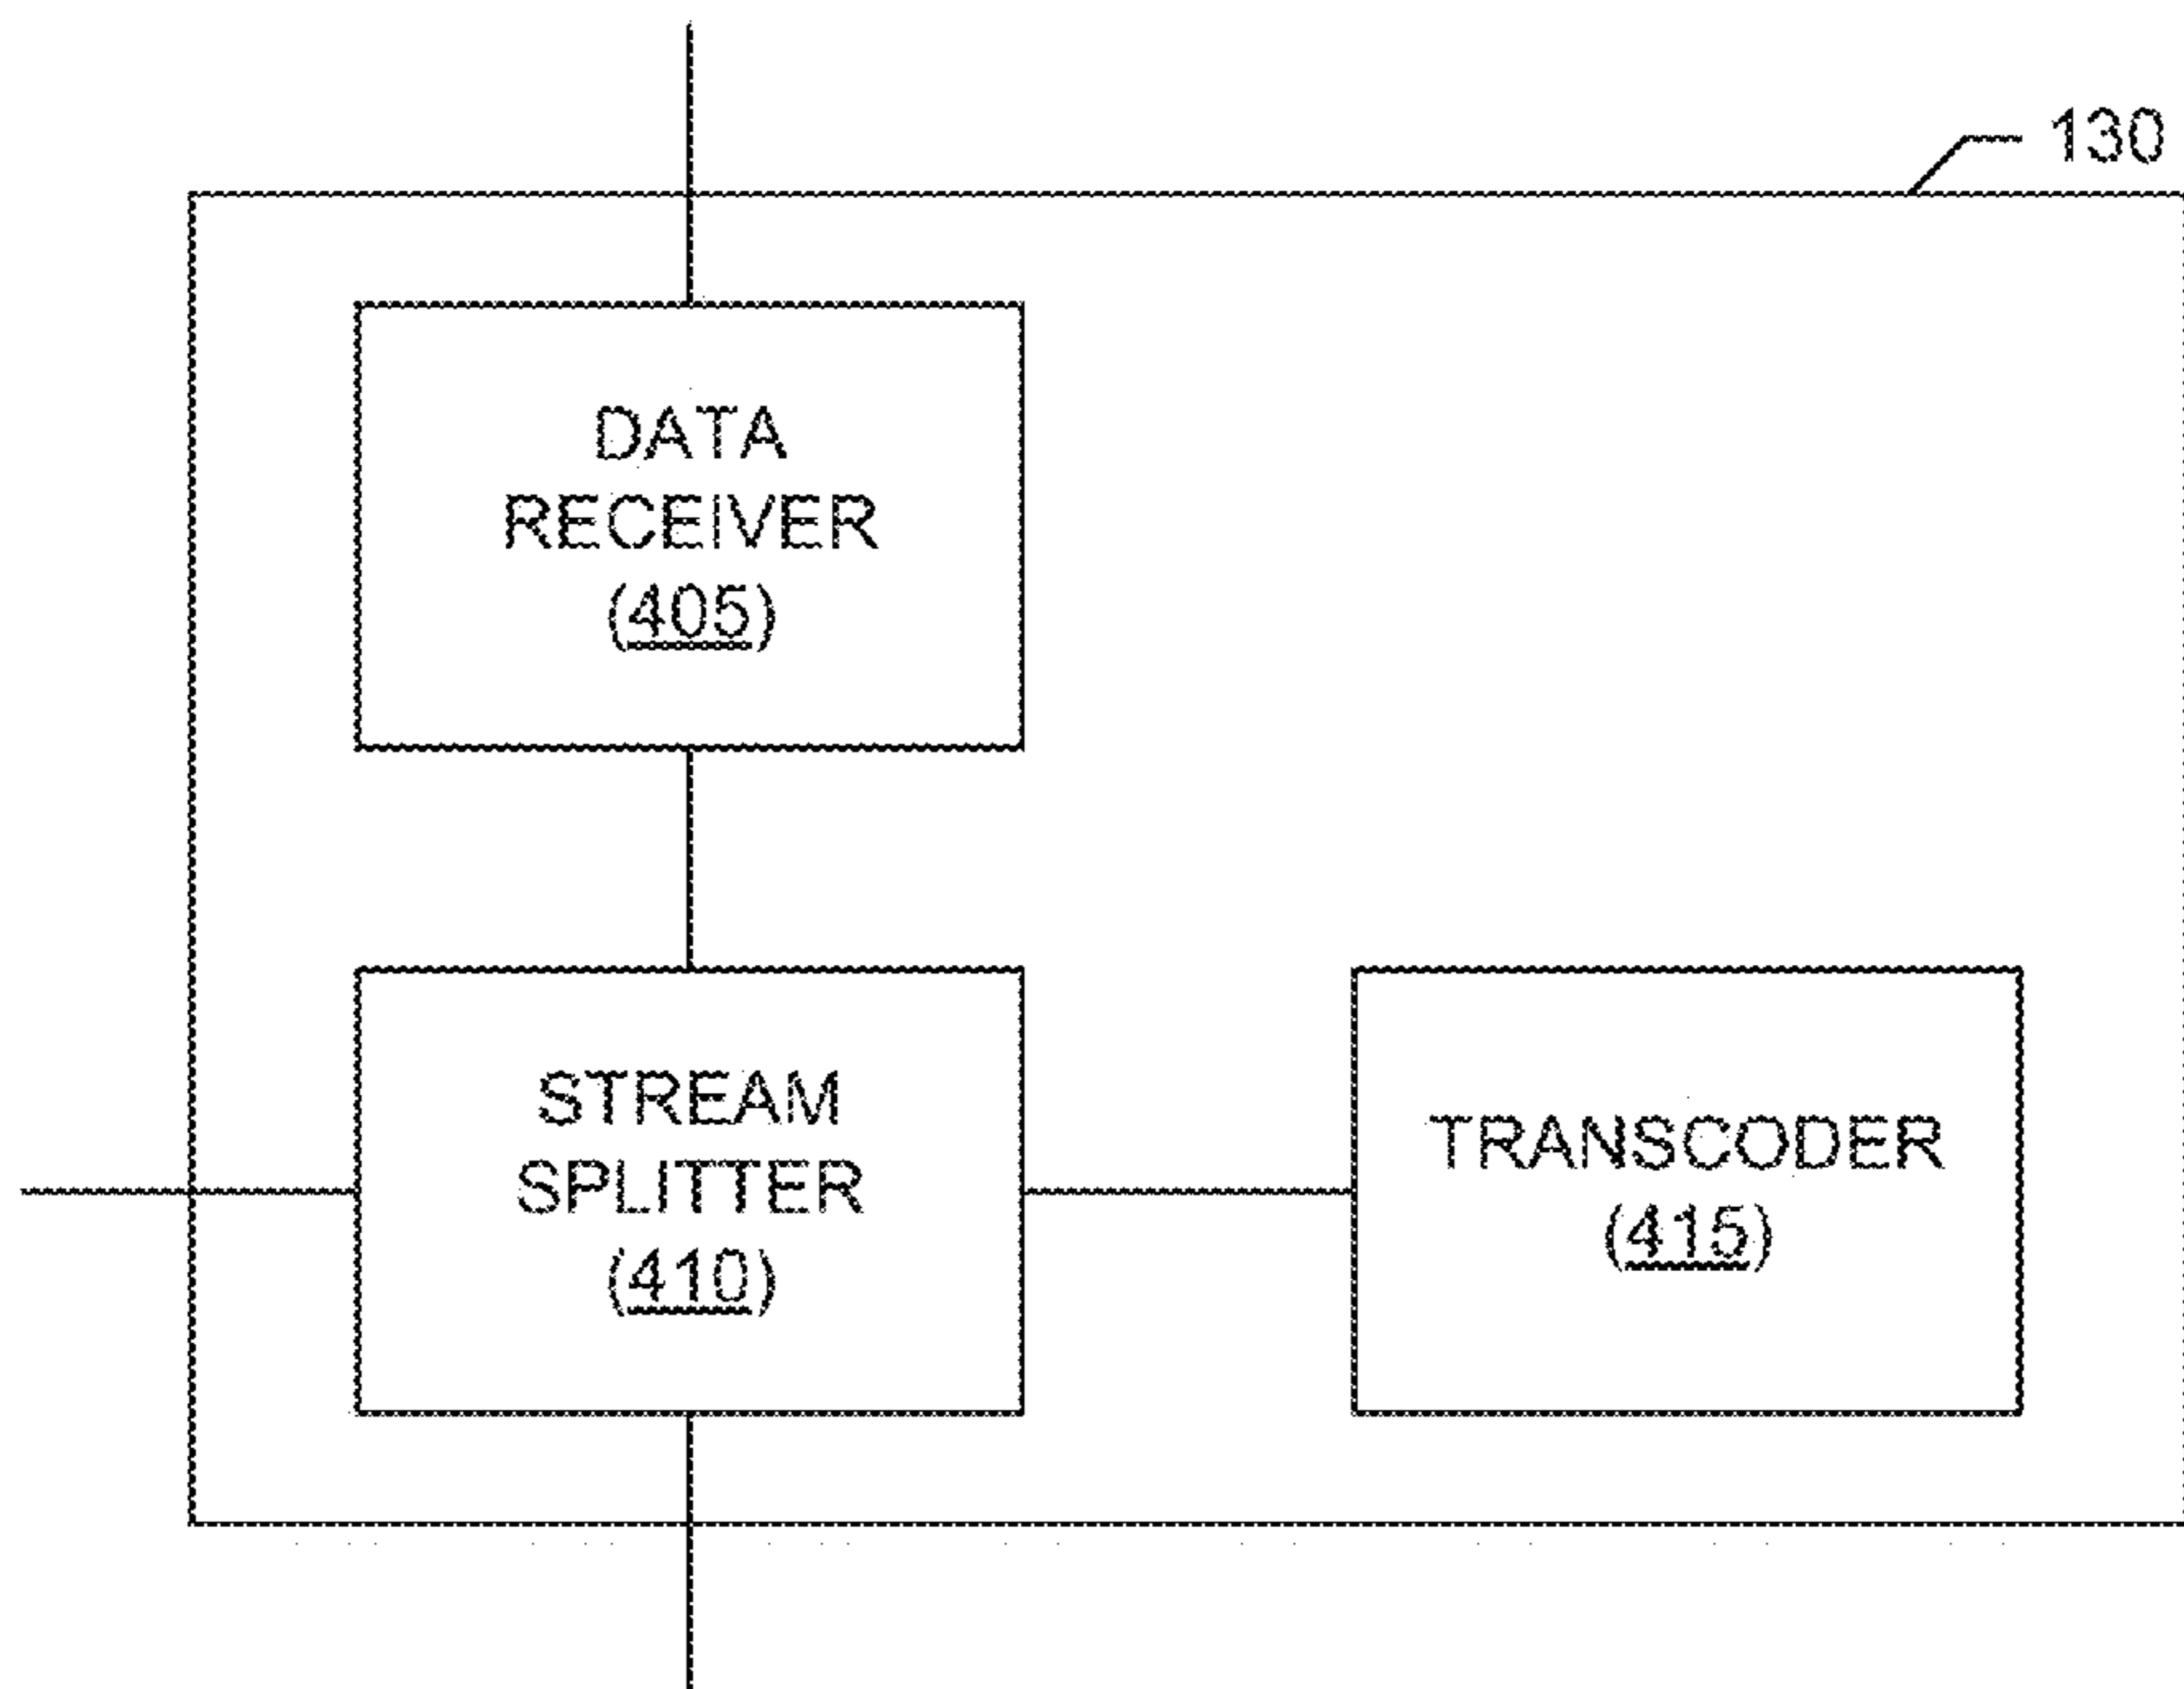 130
DATA
RECEIVER
(405)
STREAM
SPLITTER
(410)
TRANSCODER
(415)